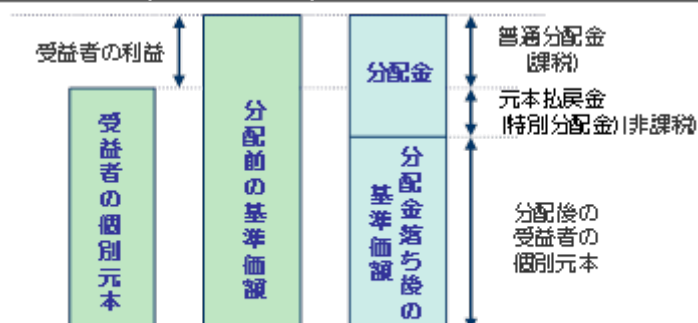 受益者の利益
普通分配金
(課税)
分配金
元本払戻金
(特別分配金)(非課税)
受益者の個別元本
分配前の基準価額
分配金落ち後の
基準価額
分配後の
受益者の
個別元本